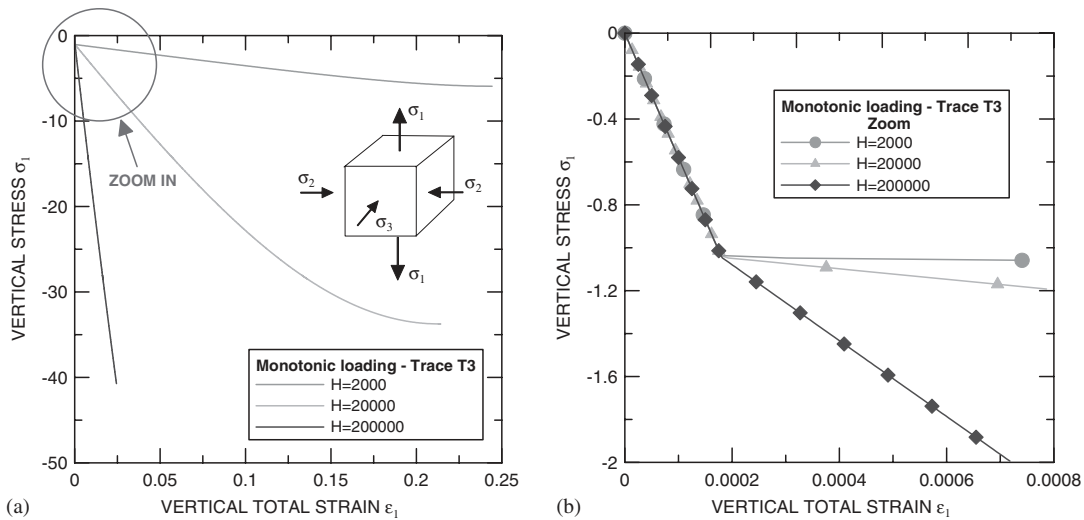 0
-10
-20
-30
-40
-50
VERTICAL STRESS σ1
0
0.05
0.1
0.15
0.2
0.25
VERTICAL TOTAL STRAIN ε1
(a)
ZOOM IN
σ1
σ2
σ2
σ3
σ1
Monotonic loading - Trace T3
H=2000
H=20000
H=200000
0
-0.4
-0.8
-1.2
-1.6
-2
VERTICAL STRESS σ1
0
0.0002
0.0004
0.0006
0.0008
VERTICAL TOTAL STRAIN ε1
(b)
Monotonic loading - Trace T3
Zoom
H=2000
H=20000
H=200000